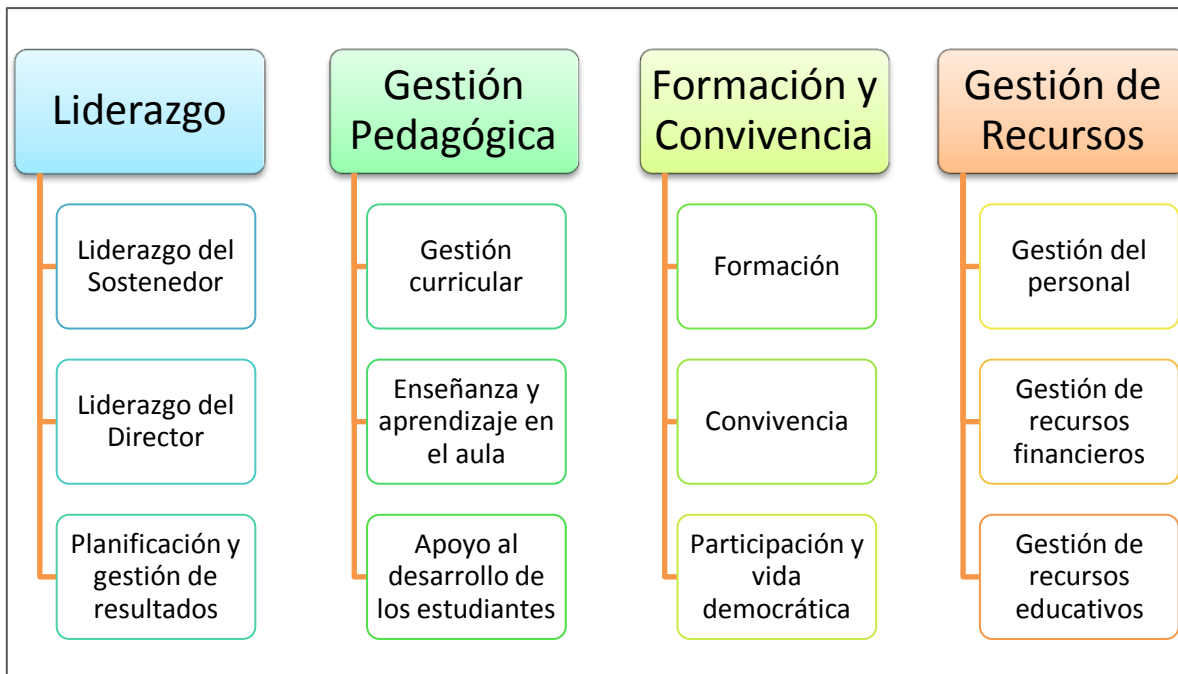 Liderazgo
Liderazgo del
Sostenedor
Liderazgo del
Director
Planificación y
gestión de
resultados
Gestión
Pedagógica
Gestión
curricular
Enseñanza y
aprendizaje en
el aula
Apoyo al
desarrollo de
los estudiantes
Formación y
Convivencia
Formación
Convivencia
Participación y
vida
democrática
Gestión de
Recursos
Gestión del
personal
Gestión de
recursos
financieros
Gestión de
recursos
educativos